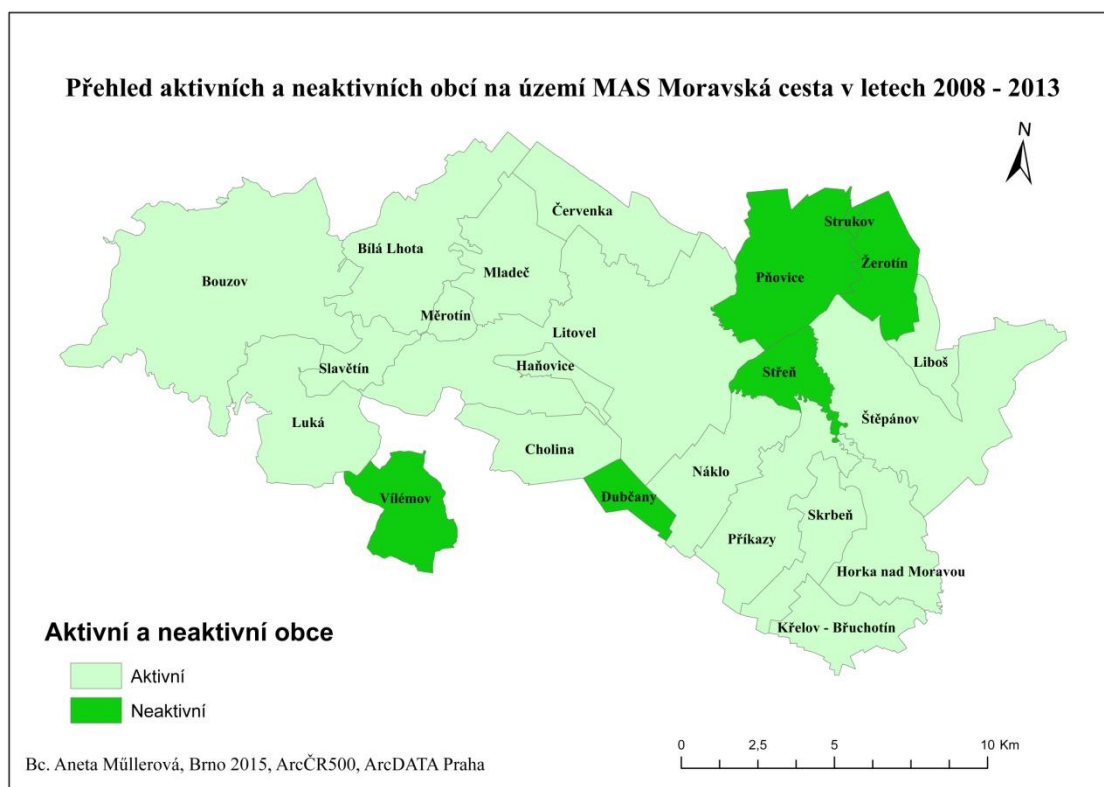 Přehled aktivních a neaktivních obcí na území MAS Moravská cesta v letech 2008 - 2013
N
Červenka
Strukov
Bílá Lhota
Žerotín
Mladeč
Pňovice
Bouzov
Měrotín
Litovel
Liboš
Haňovice
Slavětín
Střeň
Štěpánov
Luká
Cholina
Náklo
Vílémov
Dubčany
Skrbeň
Příkazy
Horka nad Moravou
Křelov - Břuchotín
Aktivní a neaktivní obce
Aktivní
Neaktivní
0 2,5 5 10 Km
Bc. Aneta Műllerová, Brno 2015, ArcČR500, ArcDATA Praha